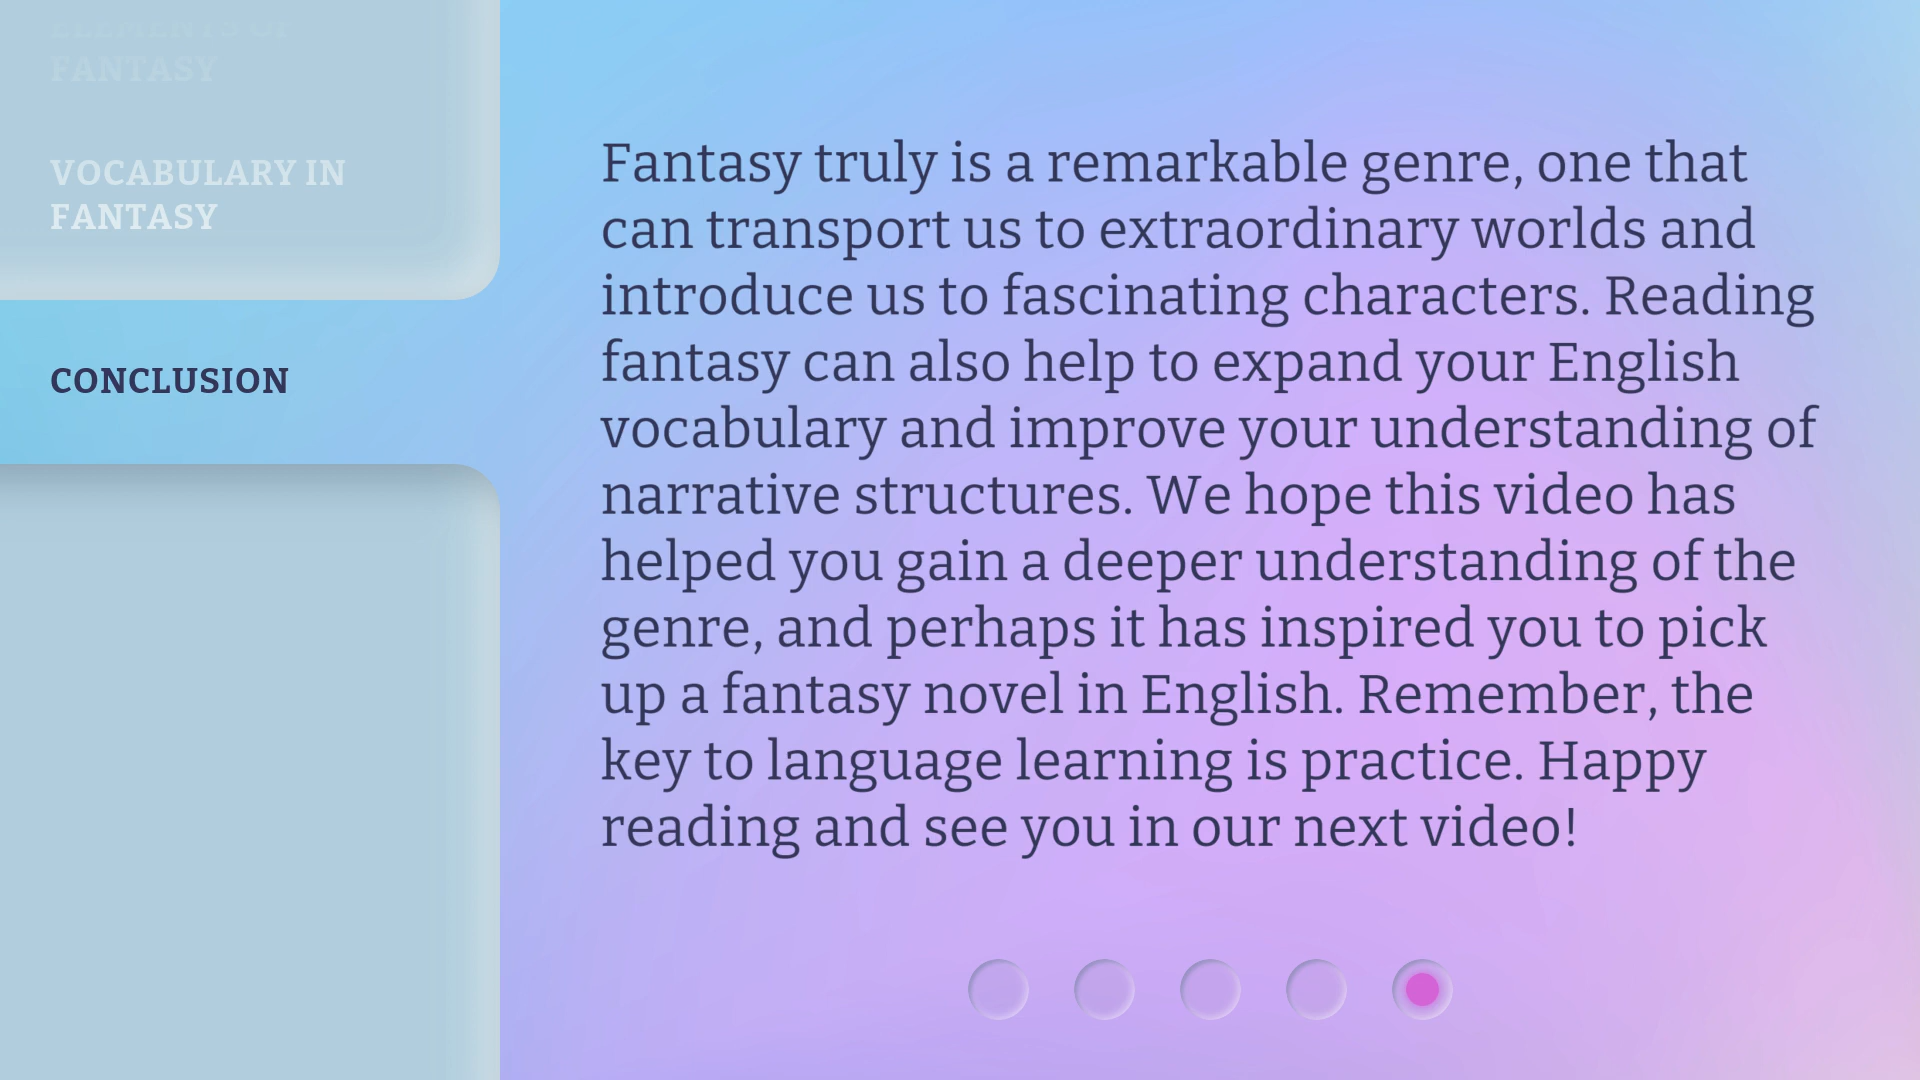 ELEMENTS OF
FANTASY
VOCABULARY IN
FANTASY
CONCLUSION
Fantasy truly is a remarkable genre, one that
can transport us to extraordinary worlds and
introduce us to fascinating characters. Reading
fantasy can also help to expand your English
vocabulary and improve your understanding of
narrative structures. We hope this video has
helped you gain a deeper understanding of the
genre, and perhaps it has inspired you to pick
up a fantasy novel in English. Remember, the
key to language learning is practice. Happy
reading and see you in our next video!